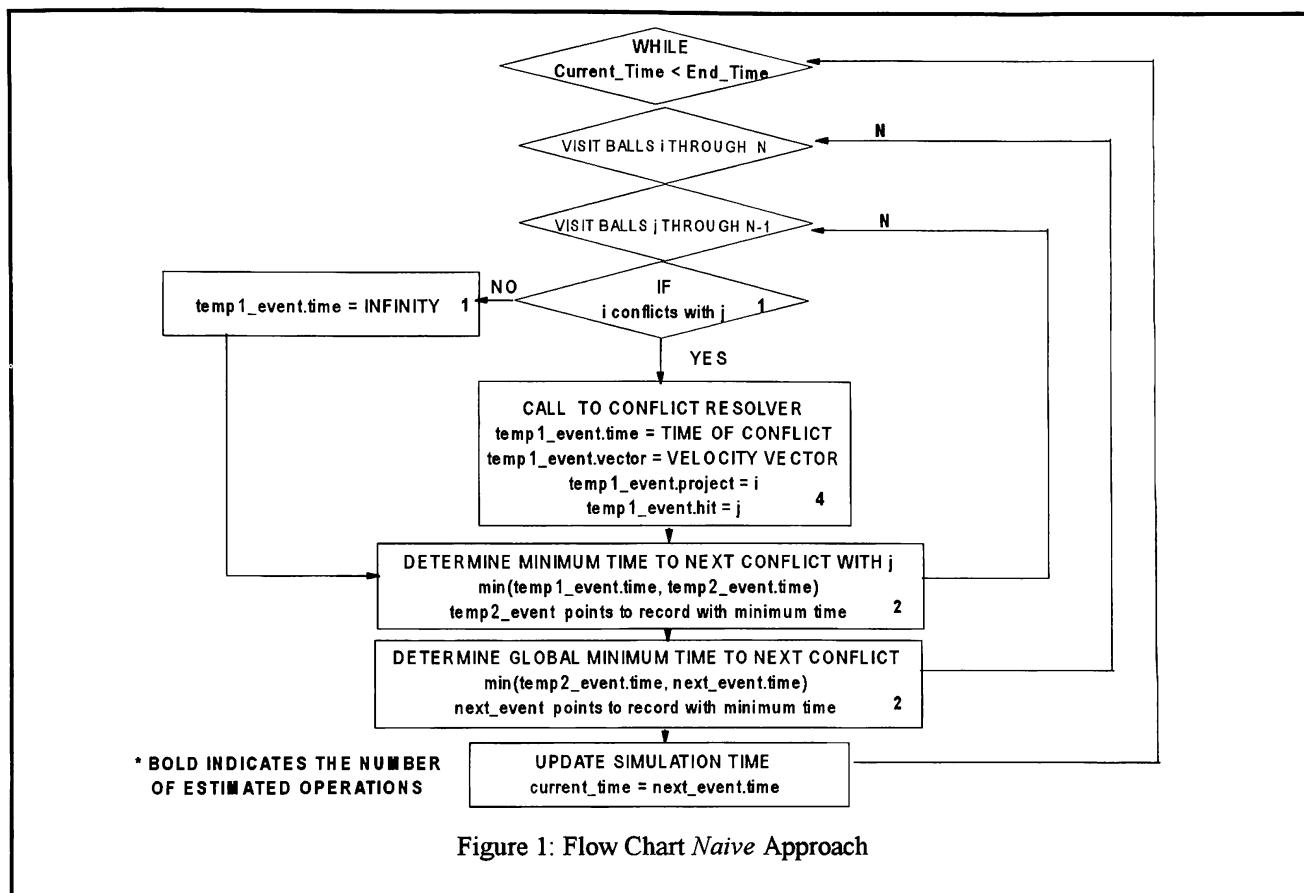 WHILE
Current_Time < End_Time
N
VISIT BALLS i THROUGH N
N
VISIT BALLS j THROUGH N-1
NO
IF
temp1_event.time = INFINITY 1
i conflicts with j 1
YES
CALL TO CONFLICT RESOLVER
temp1_event.time = TIME OF CONFLICT
temp1_event.vector = VELOCITY VECTOR
temp1_event.project = i
4
temp1_event.hit = j
DETERMINE MINIMUM TIME TO NEXT CONFLICT WITH j
min(temp1_event.time, temp2_event.time)
temp2_event points to record with minimum time 2
DETERMINE GLOBAL MINIMUM TIME TO NEXT CONFLICT
min(temp2_event.time, next_event.time)
next_event points to record with minimum time 2
* BOLD INDICATES THE NUMBER
OF ESTIMATED OPERATIONS
UPDATE SIMULATION TIME
current_time = next_event.time
Figure 1: Flow Chart Naive Approach